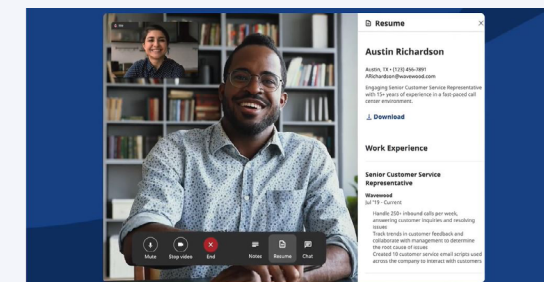 Me
Resume
Austin Richardson
Austin, TX • (123) 456-7891
ARichardson@wavewood.com
Engaging Senior Customer Service Representative
with 15+ years of experience in a fast-paced call
center environment.
Download
Work Experience
Senior Customer Service
Representative
Wavewood
Jul '19 - Current
Handle 250+ inbound calls per week,
answering customer inquiries and resolving
issues
Track trends in customer feedback and
collaborate with management to determine
the root cause of issues
Created 10 customer service email scripts used
across the company to interact with customers
Mute
Stop video
End
Notes
Resume
Chat